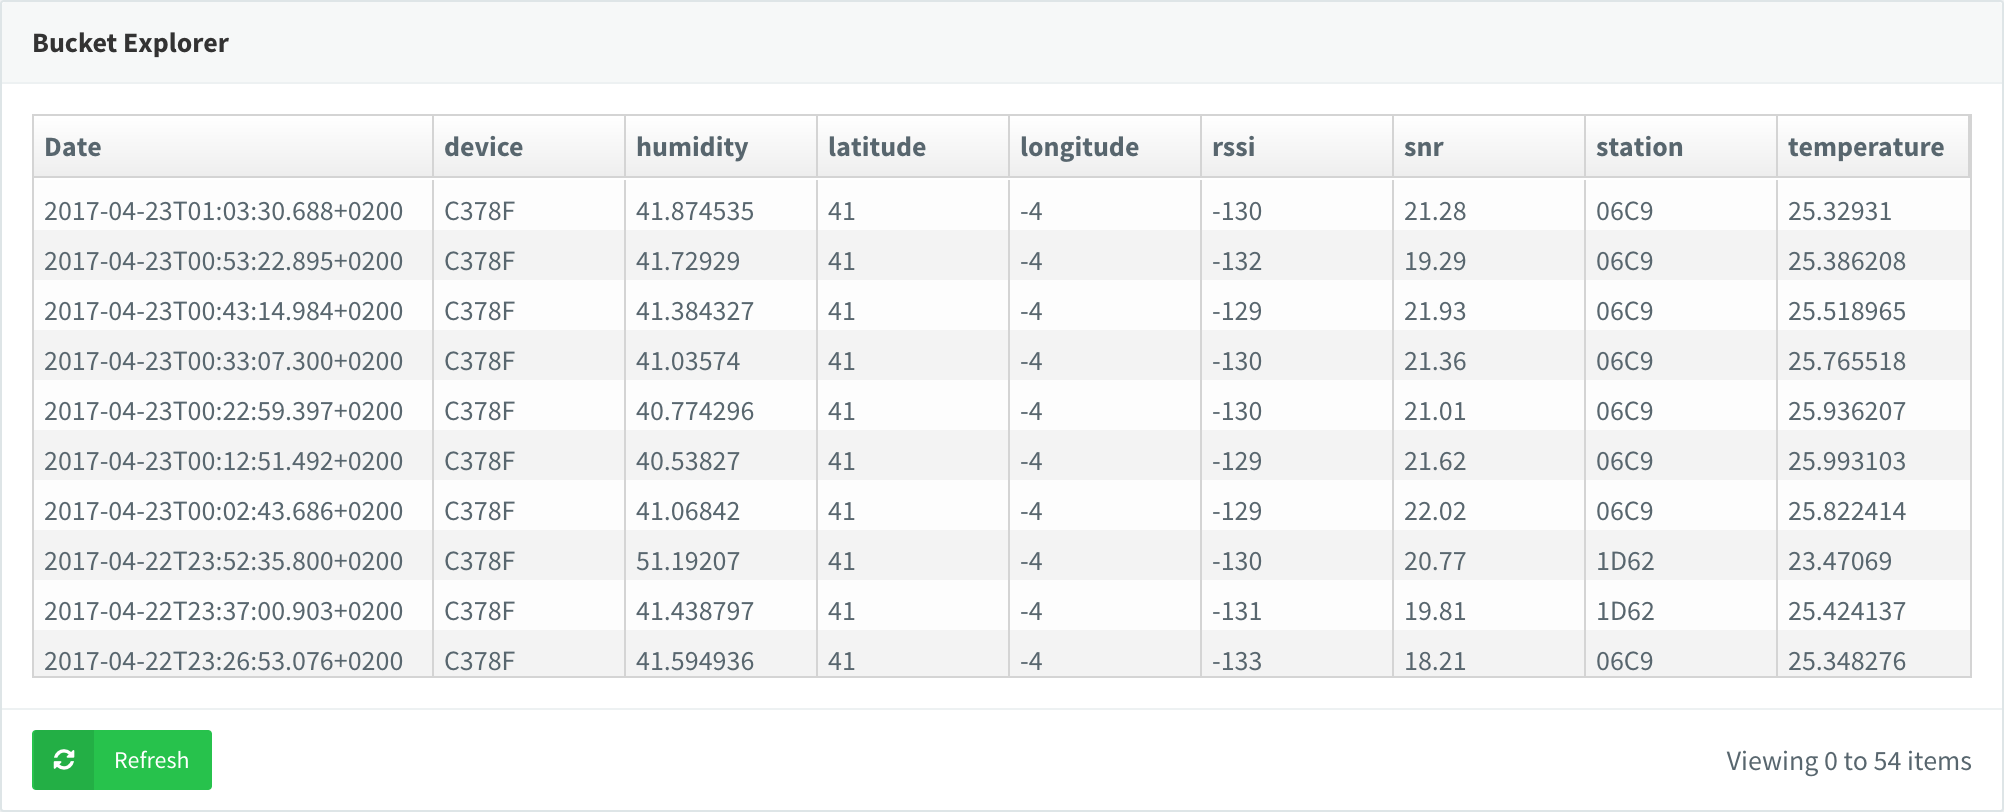 Bucket Explorer
Date device humidity latitude longitude rssi snr station temperature
2017-04-23T01:03:30.688+0200 C378F 41.874535 41 -4 -130 21.28 06C9 25.32931
2017-04-23T00:53:22.895+0200 C378F 41.72929 41 -4 -132 19.29 06C9 25.386208
2017-04-23T00:43:14.984+0200 C378F 41.384327 41 -4 -129 21.93 06C9 25.518965
2017-04-23T00:33:07.300+0200 C378F 41.03574 41 -4 -130 21.36 06C9 25.765518
2017-04-23T00:22:59.397+0200 C378F 40.774296 41 -4 -130 21.01 06C9 25.936207
2017-04-23T00:12:51.492+0200 C378F 40.53827 41 -4 -129 21.62 06C9 25.993103
2017-04-23T00:02:43.686+0200 C378F 41.06842 41 -4 -129 22.02 06C9 25.822414
2017-04-22T23:52:35.800+0200 C378F 51.19207 41 -4 -130 20.77 1D62 23.47069
2017-04-22T23:37:00.903+0200 C378F 41.438797 41 -4 -131 19.81 1D62 25.424137
2017-04-22T23:26:53.076+0200 C378F 41.594936 41 -4 -133 18.21 06C9 25.348276
Refresh Viewing 0 to 54 items